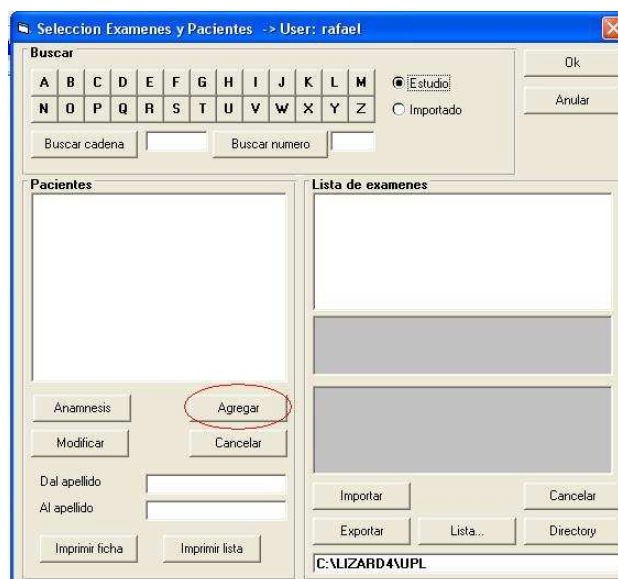 Seleccion Examenes y Pacientes -> User: rafael
Buscar
A B C D E F G H I J K L M
N O P Q R S T U V W X Y Z
Estudio
Importado
Ok
Anular
Buscar cadena
Buscar numero
Pacientes
Anamnesis
Agregar
Modificar
Cancelar
Dal apellido
Al apellido
Imprimir ficha
Imprimir lista
Lista de examenes
Importar
Cancelar
Exportar
Lista...
Directory
C:\LIZARD4\UPL